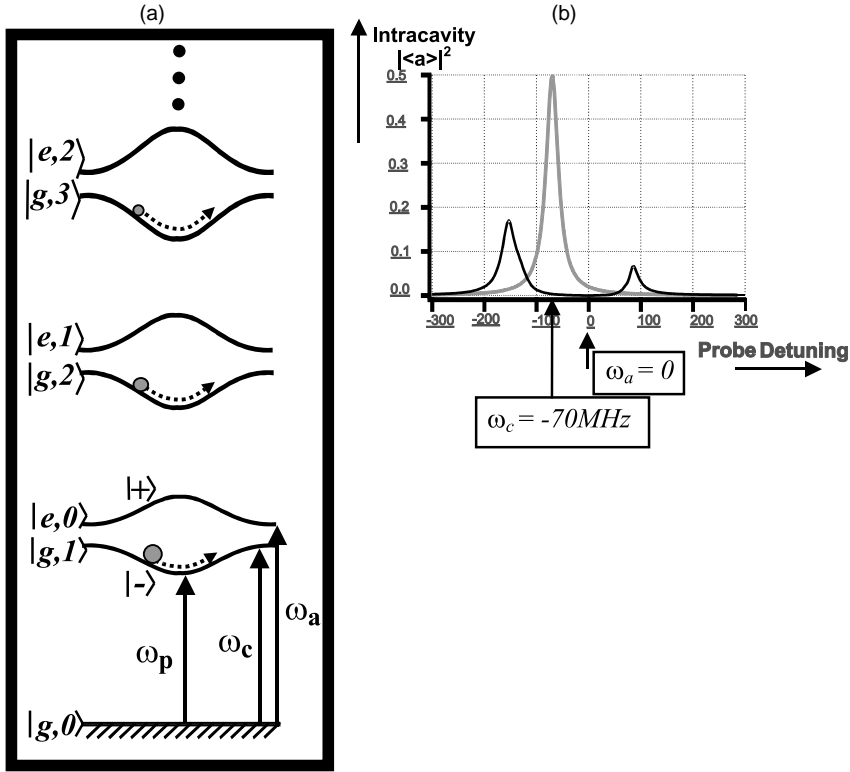 (a)
|e,2⟩
|g,3⟩
|e,1⟩
|g,2⟩
|+⟩
|e,0⟩
|g,1⟩
|-⟩
ωp
ωc
ωa
|g,0⟩
(b)
Intracavity
|<a>|²
0.5
0.4
0.3
0.2
0.1
0.0
-300 -200 -100 0 100 200 300
Probe Detuning
ωa = 0
ωc = -70MHz